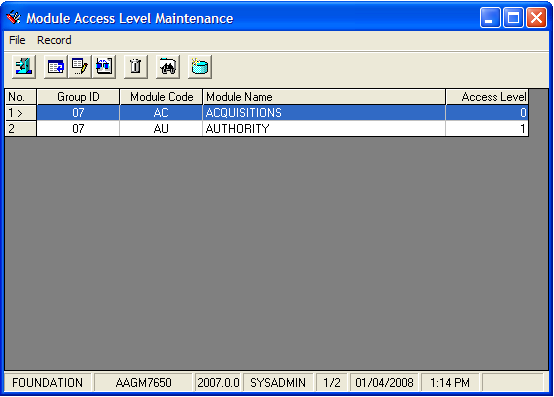 Module Access Level Maintenance
File Record
No. Group ID Module Code Module Name Access Level
1 > 07 AC ACQUISITIONS 0
2 07 AU AUTHORITY 1
FOUNDATION AAGM7650 2007.0.0 SYSADMIN 1/2 01/04/2008 1:14 PM